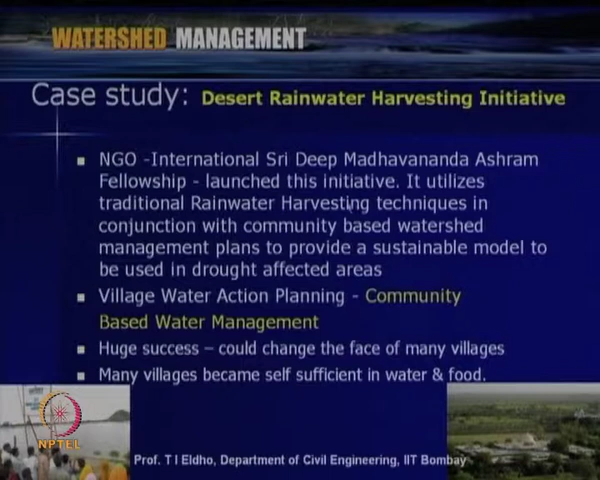 WATERSHED MANAGEMENT
Case study: Desert Rainwater Harvesting Initiative
NGO -International Sri Deep Madhavananda Ashram
Fellowship - launched this initiative. It utilizes
traditional Rainwater Harvesting techniques in
conjunction with community based watershed
management plans to provide a sustainable model to
be used in drought affected areas
Village Water Action Planning - Community
Based Water Management
Huge success – could change the face of many villages
Many villages became self sufficient in water & food.
NPTEL
Prof. T I Eldho, Department of Civil Engineering, IIT Bombay